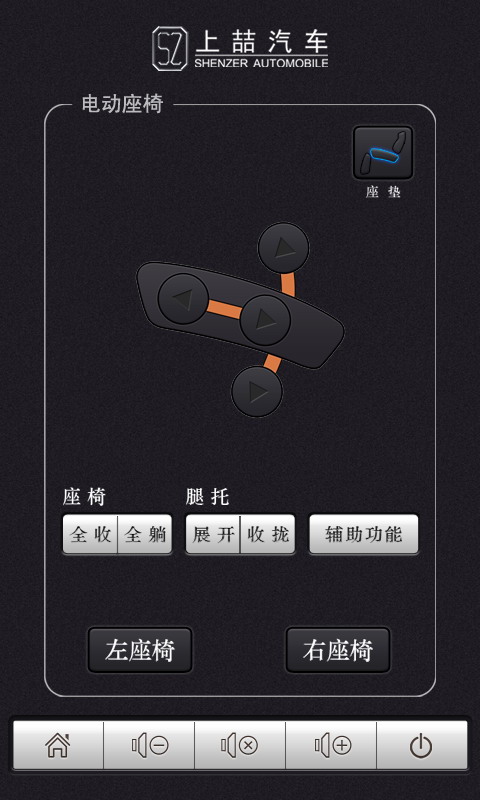 上喆汽车
SHENZER AUTOMOBILE
电动座椅
座 垫
座 椅
腿 托
全 收
全 躺
展 开
收 拢
辅助功能
左座椅
右座椅